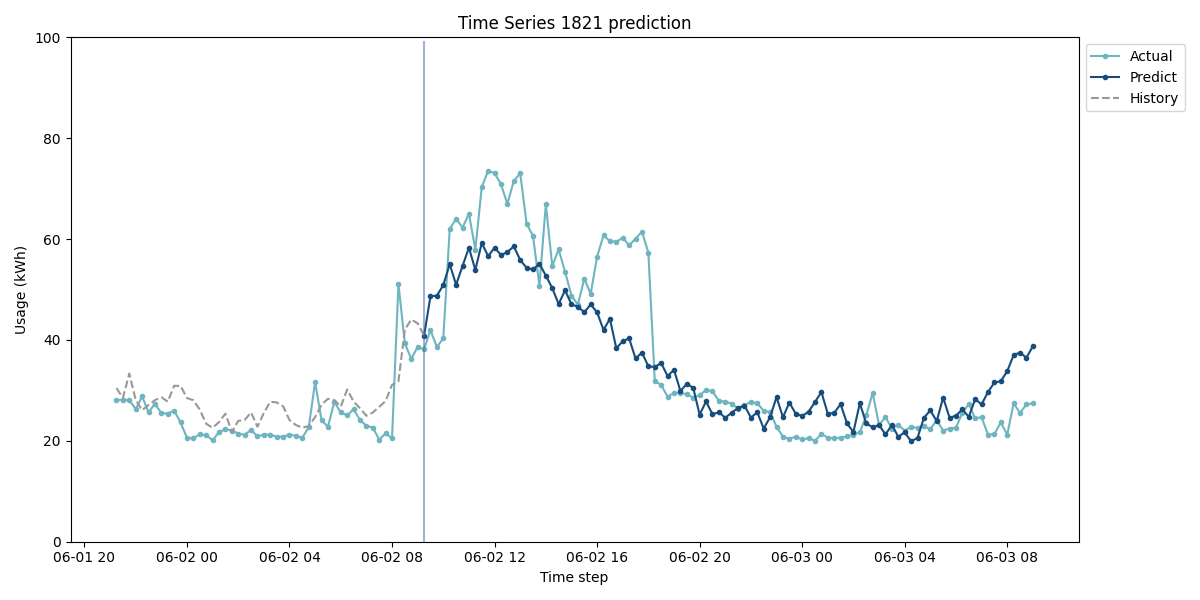 Time Series 1821 prediction
100
80
60
40
20
0
Usage (kWh)
06-01 20
06-02 00
06-02 04
06-02 08
06-02 12
06-02 16
06-02 20
06-03 00
06-03 04
06-03 08
Time step
Actual
Predict
History